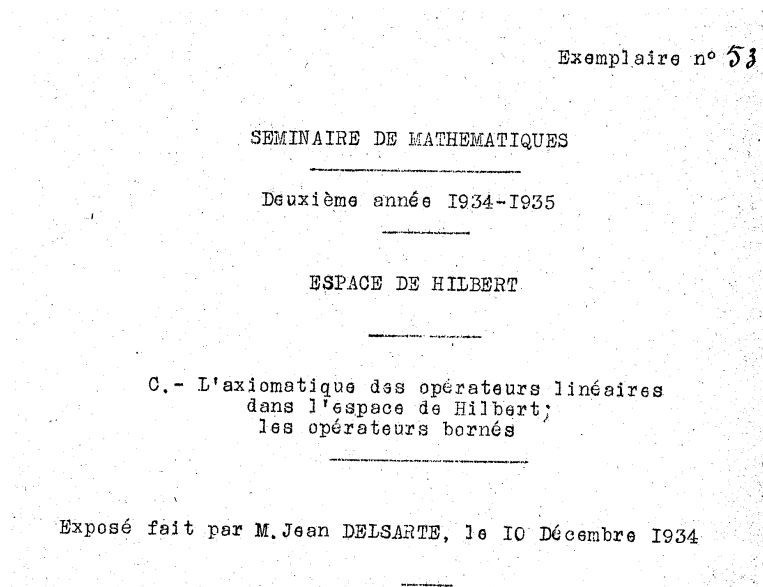 Exemplaire n° 53
SEMINAIRE DE MATHEMATIQUES
Deuxième année I934-I935
ESPACE DE HILBERT
C.- L'axiomatique des opérateurs linéaires
dans l'espace de Hilbert;
les opérateurs bornés
Exposé fait par M. Jean DELSARTE, le IO Décembre I934